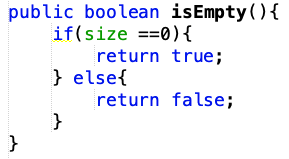 public boolean isEmpty(){
    if(size ==0){
        return true;
    } else{
        return false;
    }
}